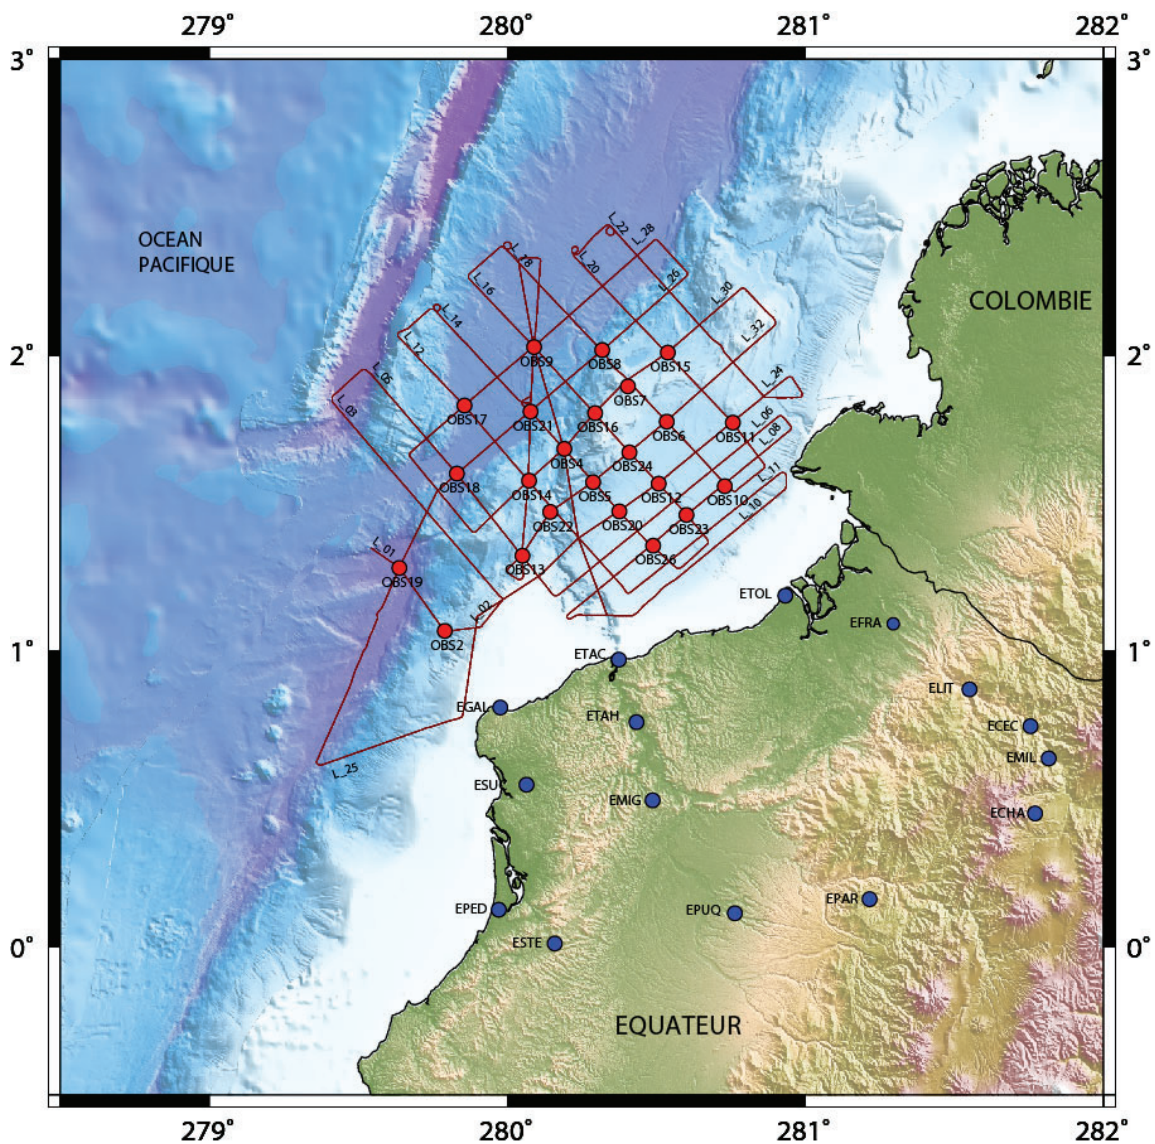 279°
280°
281°
282°
3°
3°
OCEAN
PACIFIQUE
COLOMBIE
L_22
L_28
L_18
L_20
L_16
L_26
L_30
L_14
L_32
L_12
2°
2°
OBS9
OBS8
OBS15
L_05
L_24
L_03
OBS7
OBS17
OBS21
OBS16
L_06
OBS6
OBS11
L_08
OBS4
OBS24
L_11
OBS18
OBS14
OBS5
OBS12
OBS10
L_10
OBS22
OBS20
OBS23
L_01
OBS13
OBS26
OBS19
ETOL
L_02
EFRA
OBS2
1°
1°
ETAC
ELIT
EGAL
ETAH
ECEC
EMIL
L_25
ESUC
EMIG
ECHA
EPED
EPUQ
EPAR
0°
0°
ESTE
EQUATEUR
279°
280°
281°
282°